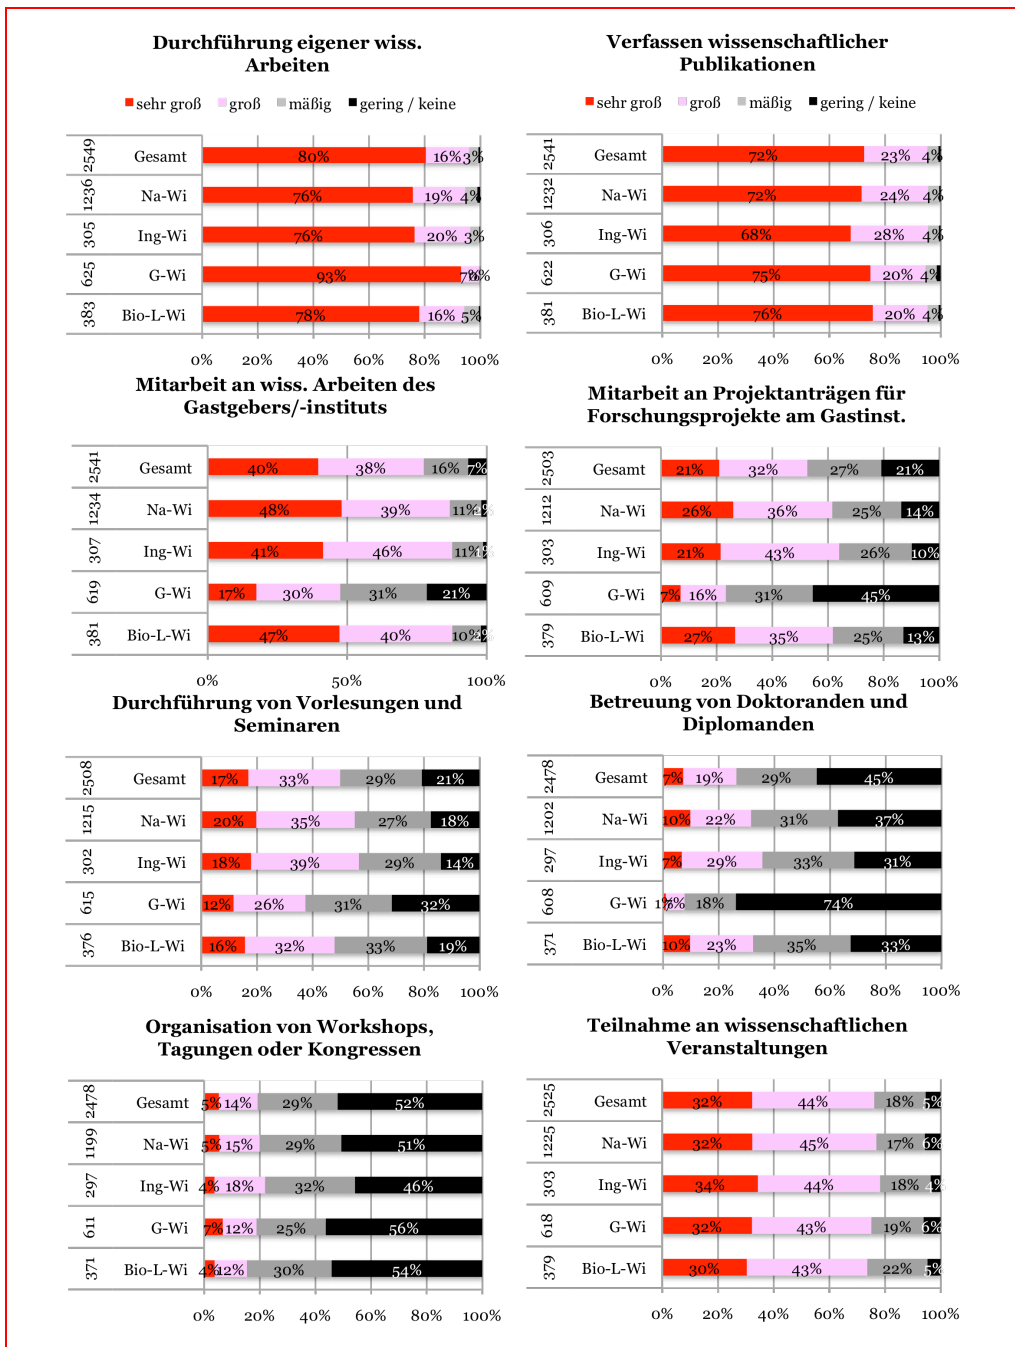 Durchführung eigener wiss.
Arbeiten
sehr groß groß mäßig gering / keine
2549 Gesamt 80% 16% 3%
1236 Na-Wi 76% 19% 4%
305 Ing-Wi 76% 20% 3%
625 G-Wi 93% 7% 0%
383 Bio-L-Wi 78% 16% 5%
0% 20% 40% 60% 80% 100%
Verfassen wissenschaftlicher
Publikationen
sehr groß groß mäßig gering / keine
2541 Gesamt 72% 23% 4%
1232 Na-Wi 72% 24% 4%
306 Ing-Wi 68% 28% 4%
622 G-Wi 75% 20% 4%
381 Bio-L-Wi 76% 20% 4%
0% 20% 40% 60% 80% 100%
Mitarbeit an wiss. Arbeiten des
Gastgebers/-instituts
2541 Gesamt 40% 38% 16% 7%
1234 Na-Wi 48% 39% 11% 2%
307 Ing-Wi 41% 46% 11% 1%
619 G-Wi 17% 30% 31% 21%
381 Bio-L-Wi 47% 40% 10% 2%
0% 50% 100%
Mitarbeit an Projektanträgen für
Forschungsprojekte am Gastinst.
2503 Gesamt 21% 32% 27% 21%
1212 Na-Wi 26% 36% 25% 14%
303 Ing-Wi 21% 43% 26% 10%
609 G-Wi 7% 16% 31% 45%
379 Bio-L-Wi 27% 35% 25% 13%
0% 20% 40% 60% 80% 100%
Durchführung von Vorlesungen und
Seminaren
2508 Gesamt 17% 33% 29% 21%
1215 Na-Wi 20% 35% 27% 18%
302 Ing-Wi 18% 39% 29% 14%
615 G-Wi 12% 26% 31% 32%
376 Bio-L-Wi 16% 32% 33% 19%
0% 20% 40% 60% 80% 100%
Betreuung von Doktoranden und
Diplomanden
2478 Gesamt 7% 19% 29% 45%
1202 Na-Wi 10% 22% 31% 37%
297 Ing-Wi 7% 29% 33% 31%
608 G-Wi 1% 18% 74%
371 Bio-L-Wi 10% 23% 35% 33%
0% 20% 40% 60% 80% 100%
Organisation von Workshops,
Tagungen oder Kongressen
2478 Gesamt 5% 14% 29% 52%
1199 Na-Wi 5% 15% 29% 51%
297 Ing-Wi 4% 18% 32% 46%
611 G-Wi 7% 12% 25% 56%
371 Bio-L-Wi 4% 12% 30% 54%
0% 20% 40% 60% 80% 100%
Teilnahme an wissenschaftlichen
Veranstaltungen
2525 Gesamt 32% 44% 18% 5%
1225 Na-Wi 32% 45% 17% 6%
303 Ing-Wi 34% 44% 18% 4%
618 G-Wi 32% 43% 19% 6%
379 Bio-L-Wi 30% 43% 22% 5%
0% 20% 40% 60% 80% 100%